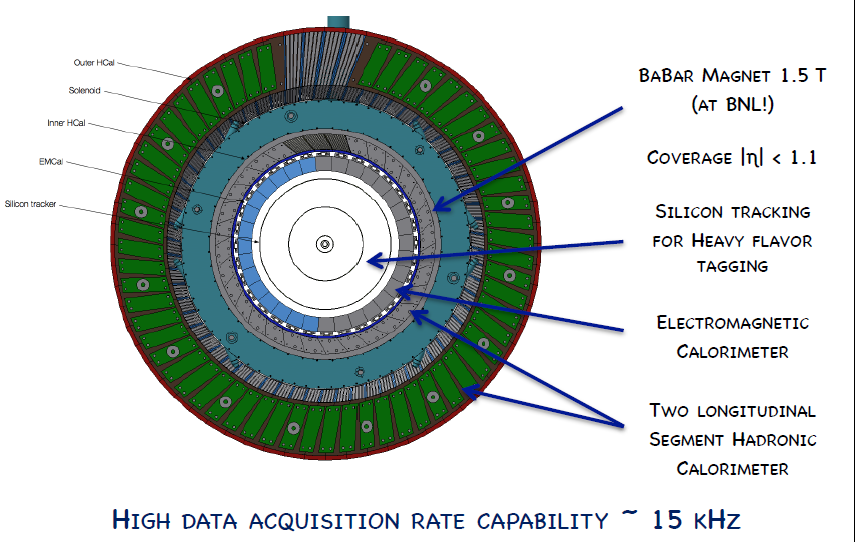 Outer HCal
Solenoid
Inner HCal
EMCal
Silicon tracker
BaBar Magnet 1.5 T
(at BNL!)
Coverage |η| < 1.1
Silicon tracking
for Heavy flavor
tagging
Electromagnetic
Calorimeter
Two longitudinal
Segment Hadronic
Calorimeter
High data acquisition rate capability ~ 15 kHz